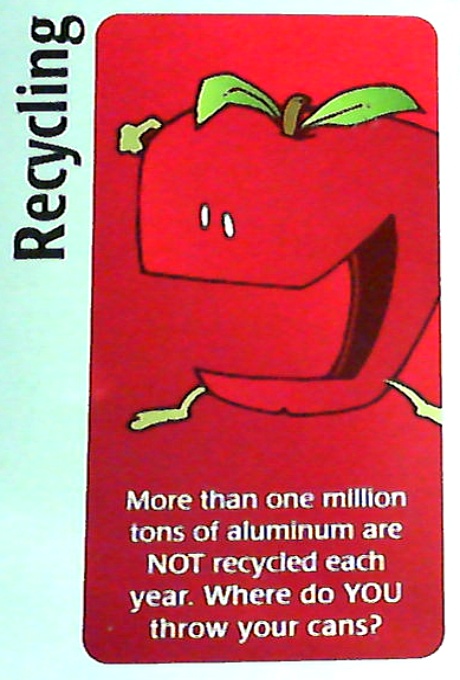 Recycling
More than one million
tons of aluminum are
NOT recycled each
year. Where do YOU
throw your cans?